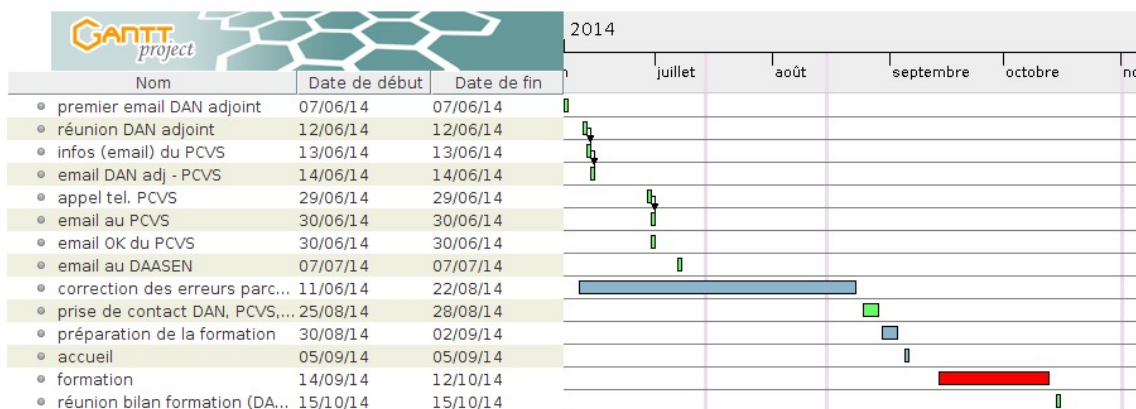 GANTT
project
2014
n juillet août septembre octobre no
Nom Date de début Date de fin
premier email DAN adjoint 07/06/14 07/06/14
réunion DAN adjoint 12/06/14 12/06/14
infos (email) du PCVS 13/06/14 13/06/14
email DAN adj - PCVS 14/06/14 14/06/14
appel tel. PCVS 29/06/14 29/06/14
email au PCVS 30/06/14 30/06/14
email OK du PCVS 30/06/14 30/06/14
email au DAASEN 07/07/14 07/07/14
correction des erreurs parc... 11/06/14 22/08/14
prise de contact DAN, PCVS,... 25/08/14 28/08/14
préparation de la formation 30/08/14 02/09/14
accueil 05/09/14 05/09/14
formation 14/09/14 12/10/14
réunion bilan formation (DA... 15/10/14 15/10/14